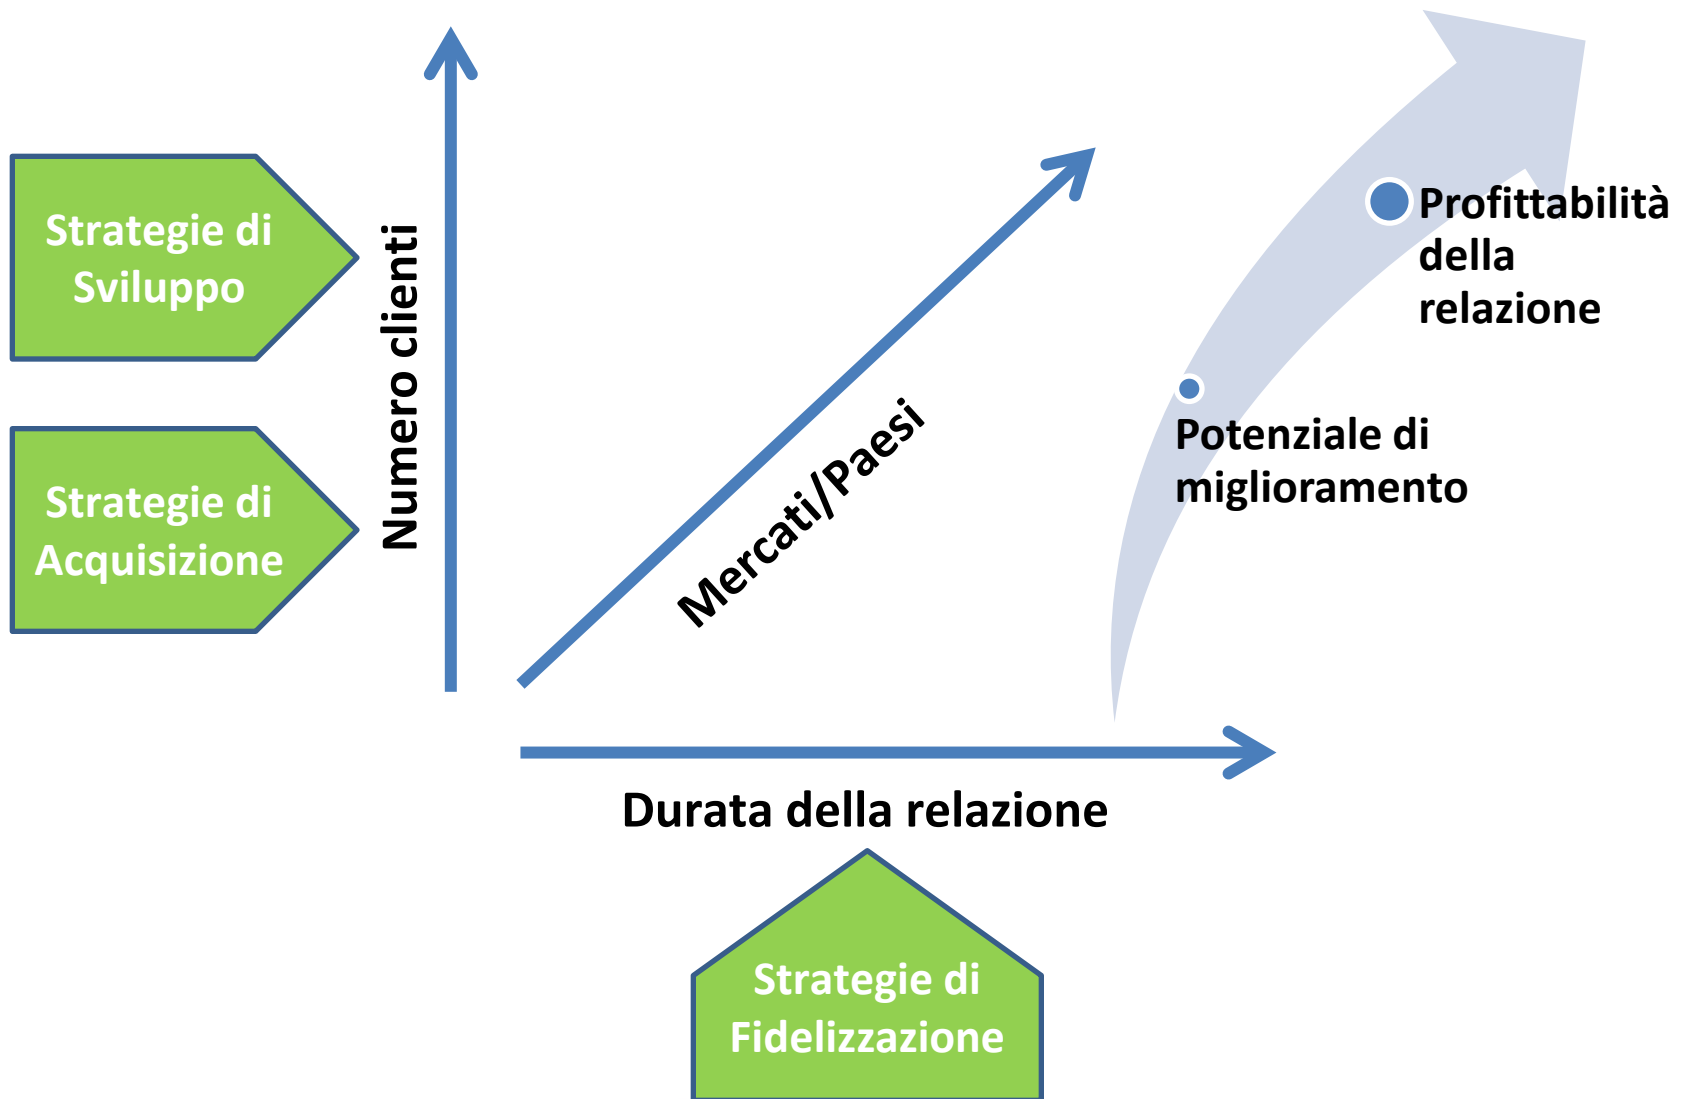 Strategie di
Sviluppo
Strategie di
Acquisizione
Numero clienti
Mercati/Paesi
Profittabilità
della
relazione
Potenziale di
miglioramento
Durata della relazione
Strategie di
Fidelizzazione